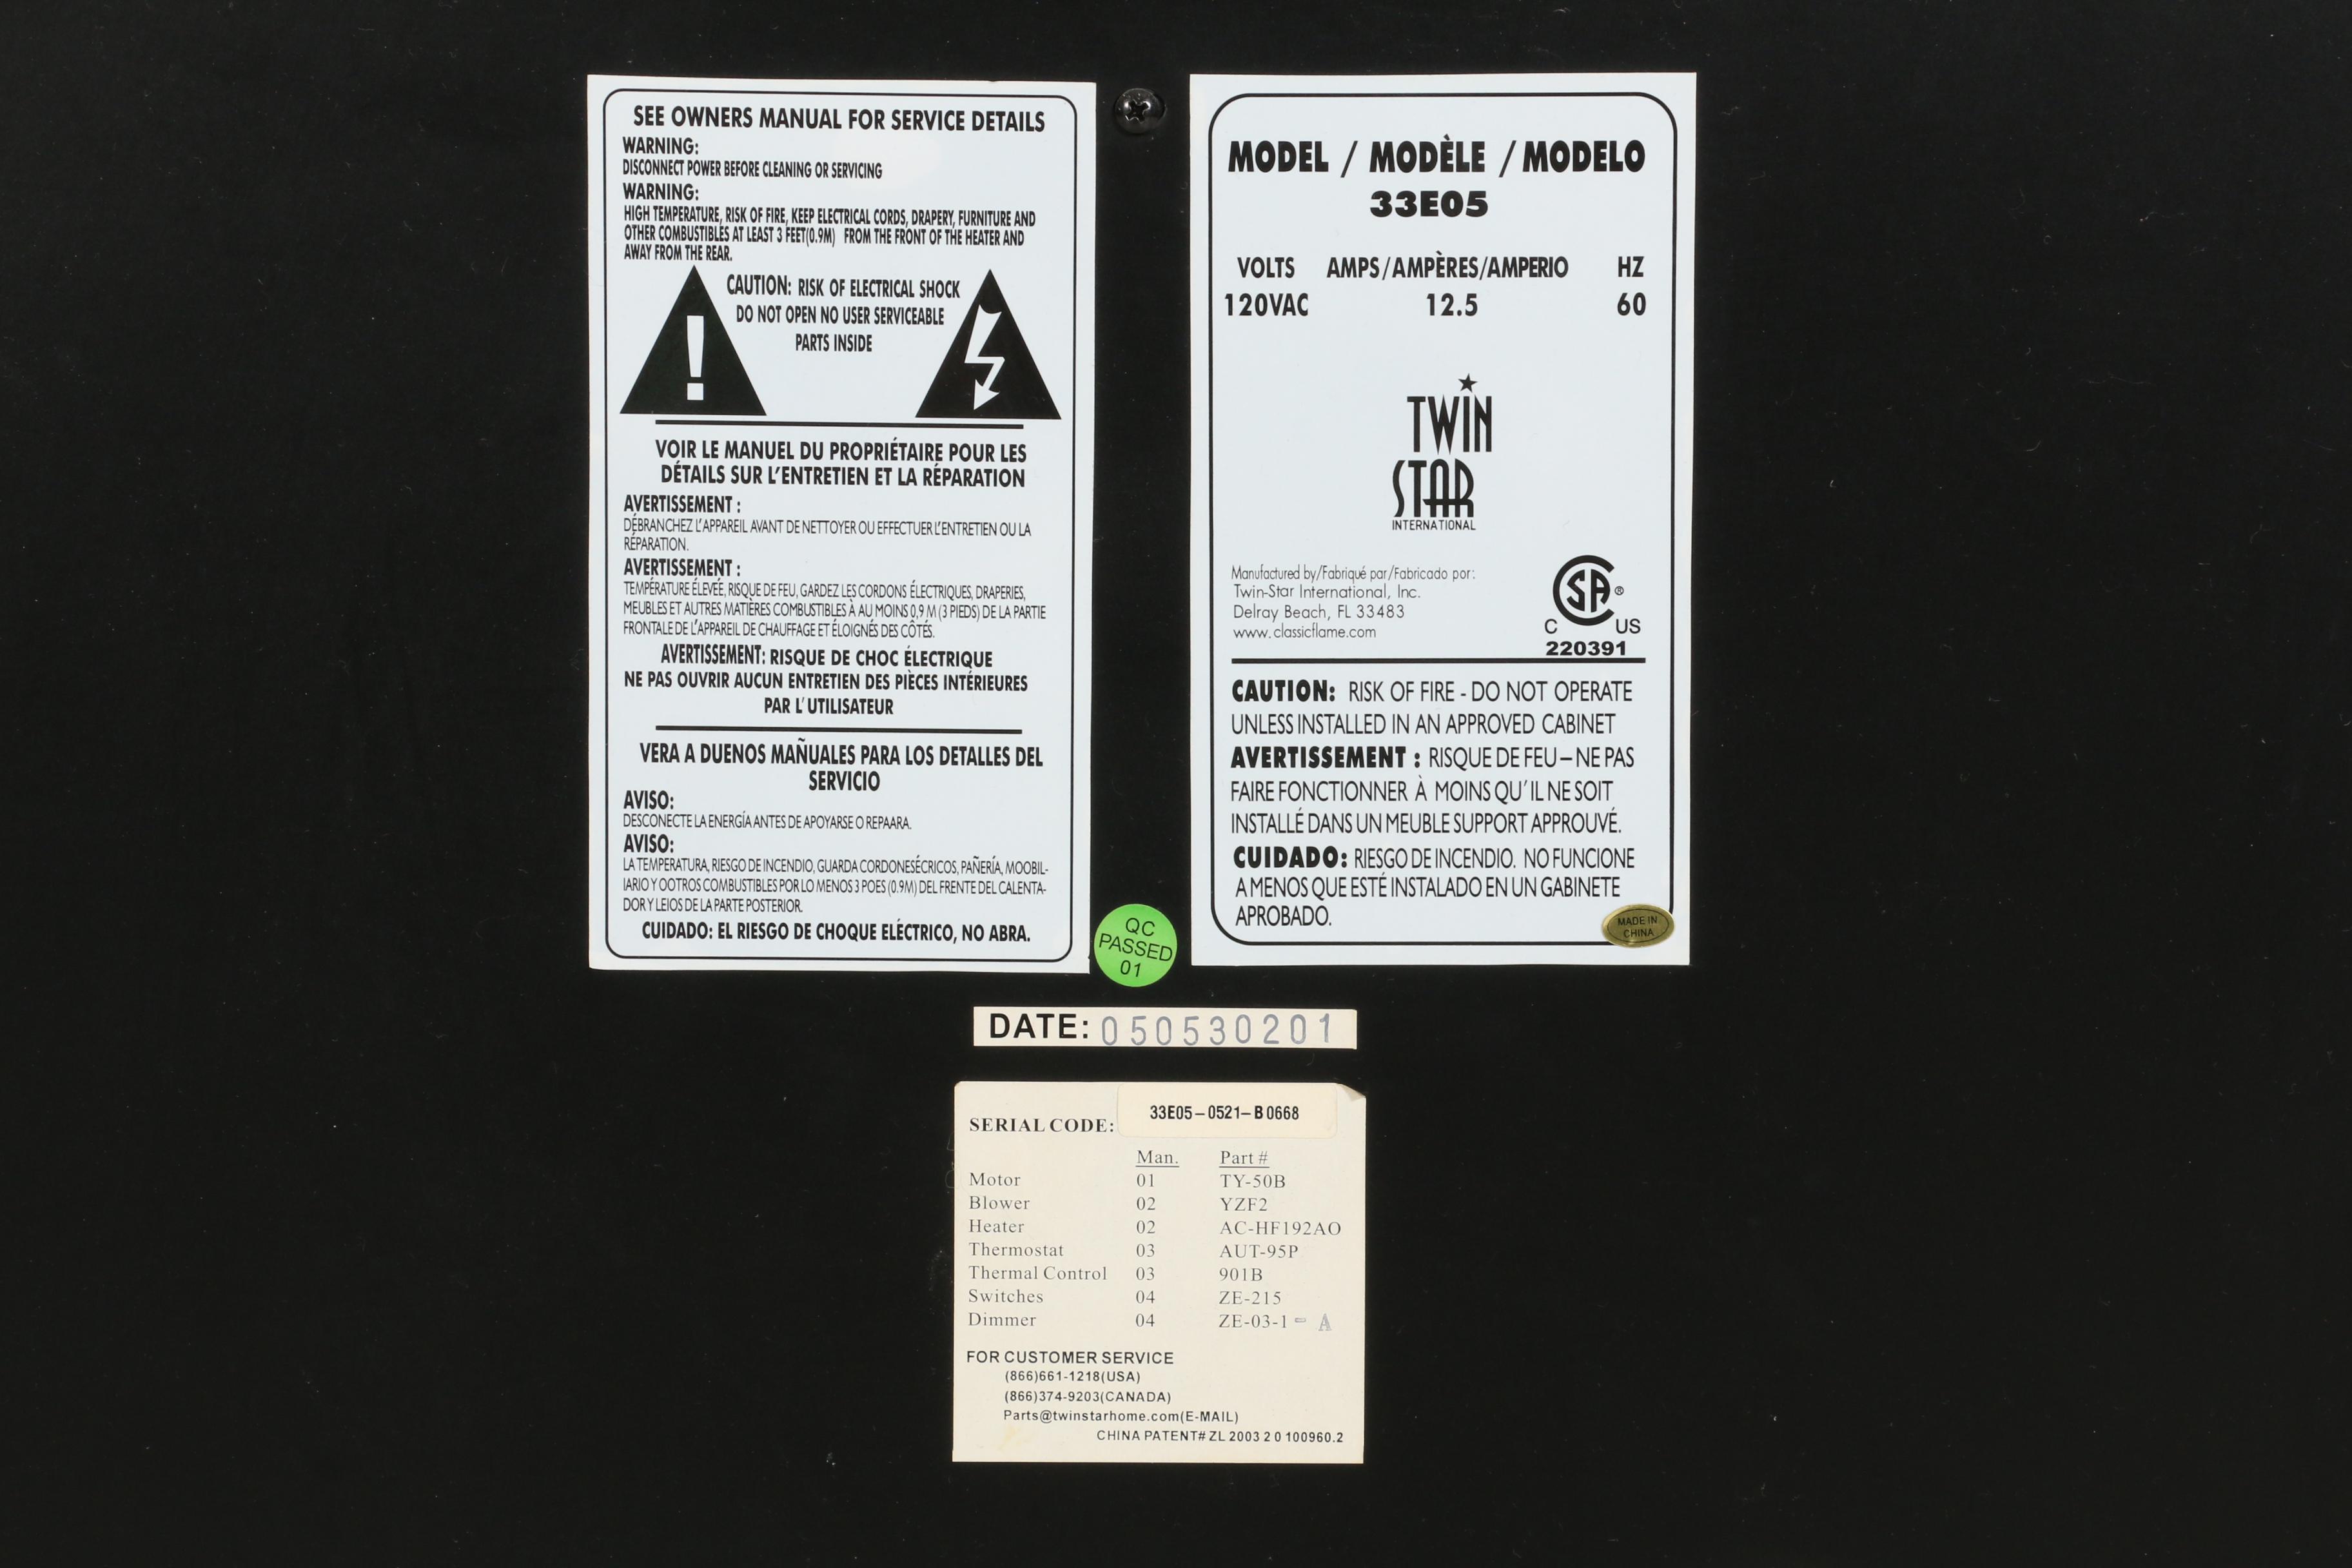 SEE OWNERS MANUAL FOR SERVICE DETAILS
WARNING:
DISCONNECT POWER BEFORE CLEANING OR SERVICING
WARNING:
HIGH TEMPERATURE, RISK OF FIRE, KEEP ELECTRICAL CORDS, DRAPERY, FURNITURE AND
OTHER COMBUSTIBLES AT LEAST 3 FEET(0.9M) FROM THE FRONT OF THE HEATER AND
AWAY FROM THE REAR.
CAUTION: RISK OF ELECTRICAL SHOCK
DO NOT OPEN NO USER SERVICEABLE
PARTS INSIDE
VOIR LE MANUEL DU PROPRIÉTAIRE POUR LES
DÉTAILS SUR L'ENTRETIEN ET LA RÉPARATION
AVERTISSEMENT :
DÉBRANCHEZ L'APPAREIL AVANT DE NETTOYER OU EFFECTUER L'ENTRETIEN OU LA
RÉPARATION.
AVERTISSEMENT :
TEMPÉRATURE ÉLEVÉE, RISQUE DE FEU, GARDEZ LES CORDONS ÉLECTRIQUES, DRAPERIES,
MEUBLES ET AUTRES MATIÈRES COMBUSTIBLES À AU MOINS 0,9 M (3 PIEDS) DE LA PARTIE
FRONTALE DE L'APPAREIL DE CHAUFFAGE ET ÉLOIGNÉS DES CÔTÉS.
AVERTISSEMENT: RISQUE DE CHOC ÉLECTRIQUE
NE PAS OUVRIR AUCUN ENTRETIEN DES PIÈCES INTÉRIEURES
PAR L'UTILISATEUR
VERA A DUENOS MAÑUALES PARA LOS DETALLES DEL
SERVICIO
AVISO:
DESCONECTE LA ENERGÍA ANTES DE APOYARSE O REPAARA.
AVISO:
LA TEMPERATURA, RIESGO DE INCENDIO, GUARDA CORDONESÉCRICOS, PAÑERÍA, MOOBIL-
IARIO Y OOTROS COMBUSTIBLES POR LO MENOS 3 POES (0.9M) DEL FRENTE DEL CALENTA-
DOR Y LEIOS DE LA PARTE POSTERIOR.
CUIDADO: EL RIESGO DE CHOQUE ELÉCTRICO, NO ABRA.
QC
PASSED
01
MODEL / MODÈLE / MODELO
33E05
VOLTS AMPS/AMPÈRES/AMPERIO HZ
120VAC 12.5 60
TWIN
STAR
INTERNATIONAL
Manufactured by/Fabriqué par/Fabricado por:
Twin-Star International, Inc.
Delray Beach, FL 33483
www.classicflame.com
SA ®
C US
220391
CAUTION: RISK OF FIRE - DO NOT OPERATE
UNLESS INSTALLED IN AN APPROVED CABINET
AVERTISSEMENT : RISQUE DE FEU – NE PAS
FAIRE FONCTIONNER À MOINS QU'IL NE SOIT
INSTALLÉ DANS UN MEUBLE SUPPORT APPROUVÉ.
CUIDADO: RIESGO DE INCENDIO. NO FUNCIONE
A MENOS QUE ESTÉ INSTALADO EN UN GABINETE
APROBADO.
MADE IN
CHINA
DATE: 050530201
SERIAL CODE: 33E05–0521–B0668
Man. Part #
Motor 01 TY-50B
Blower 02 YZF2
Heater 02 AC-HF192AO
Thermostat 03 AUT-95P
Thermal Control 03 901B
Switches 04 ZE-215
Dimmer 04 ZE-03-1 - A
FOR CUSTOMER SERVICE
(866)661-1218(USA)
(866)374-9203(CANADA)
Parts@twinstarhome.com(E-MAIL)
CHINA PATENT# ZL 2003 2 0 100960.2